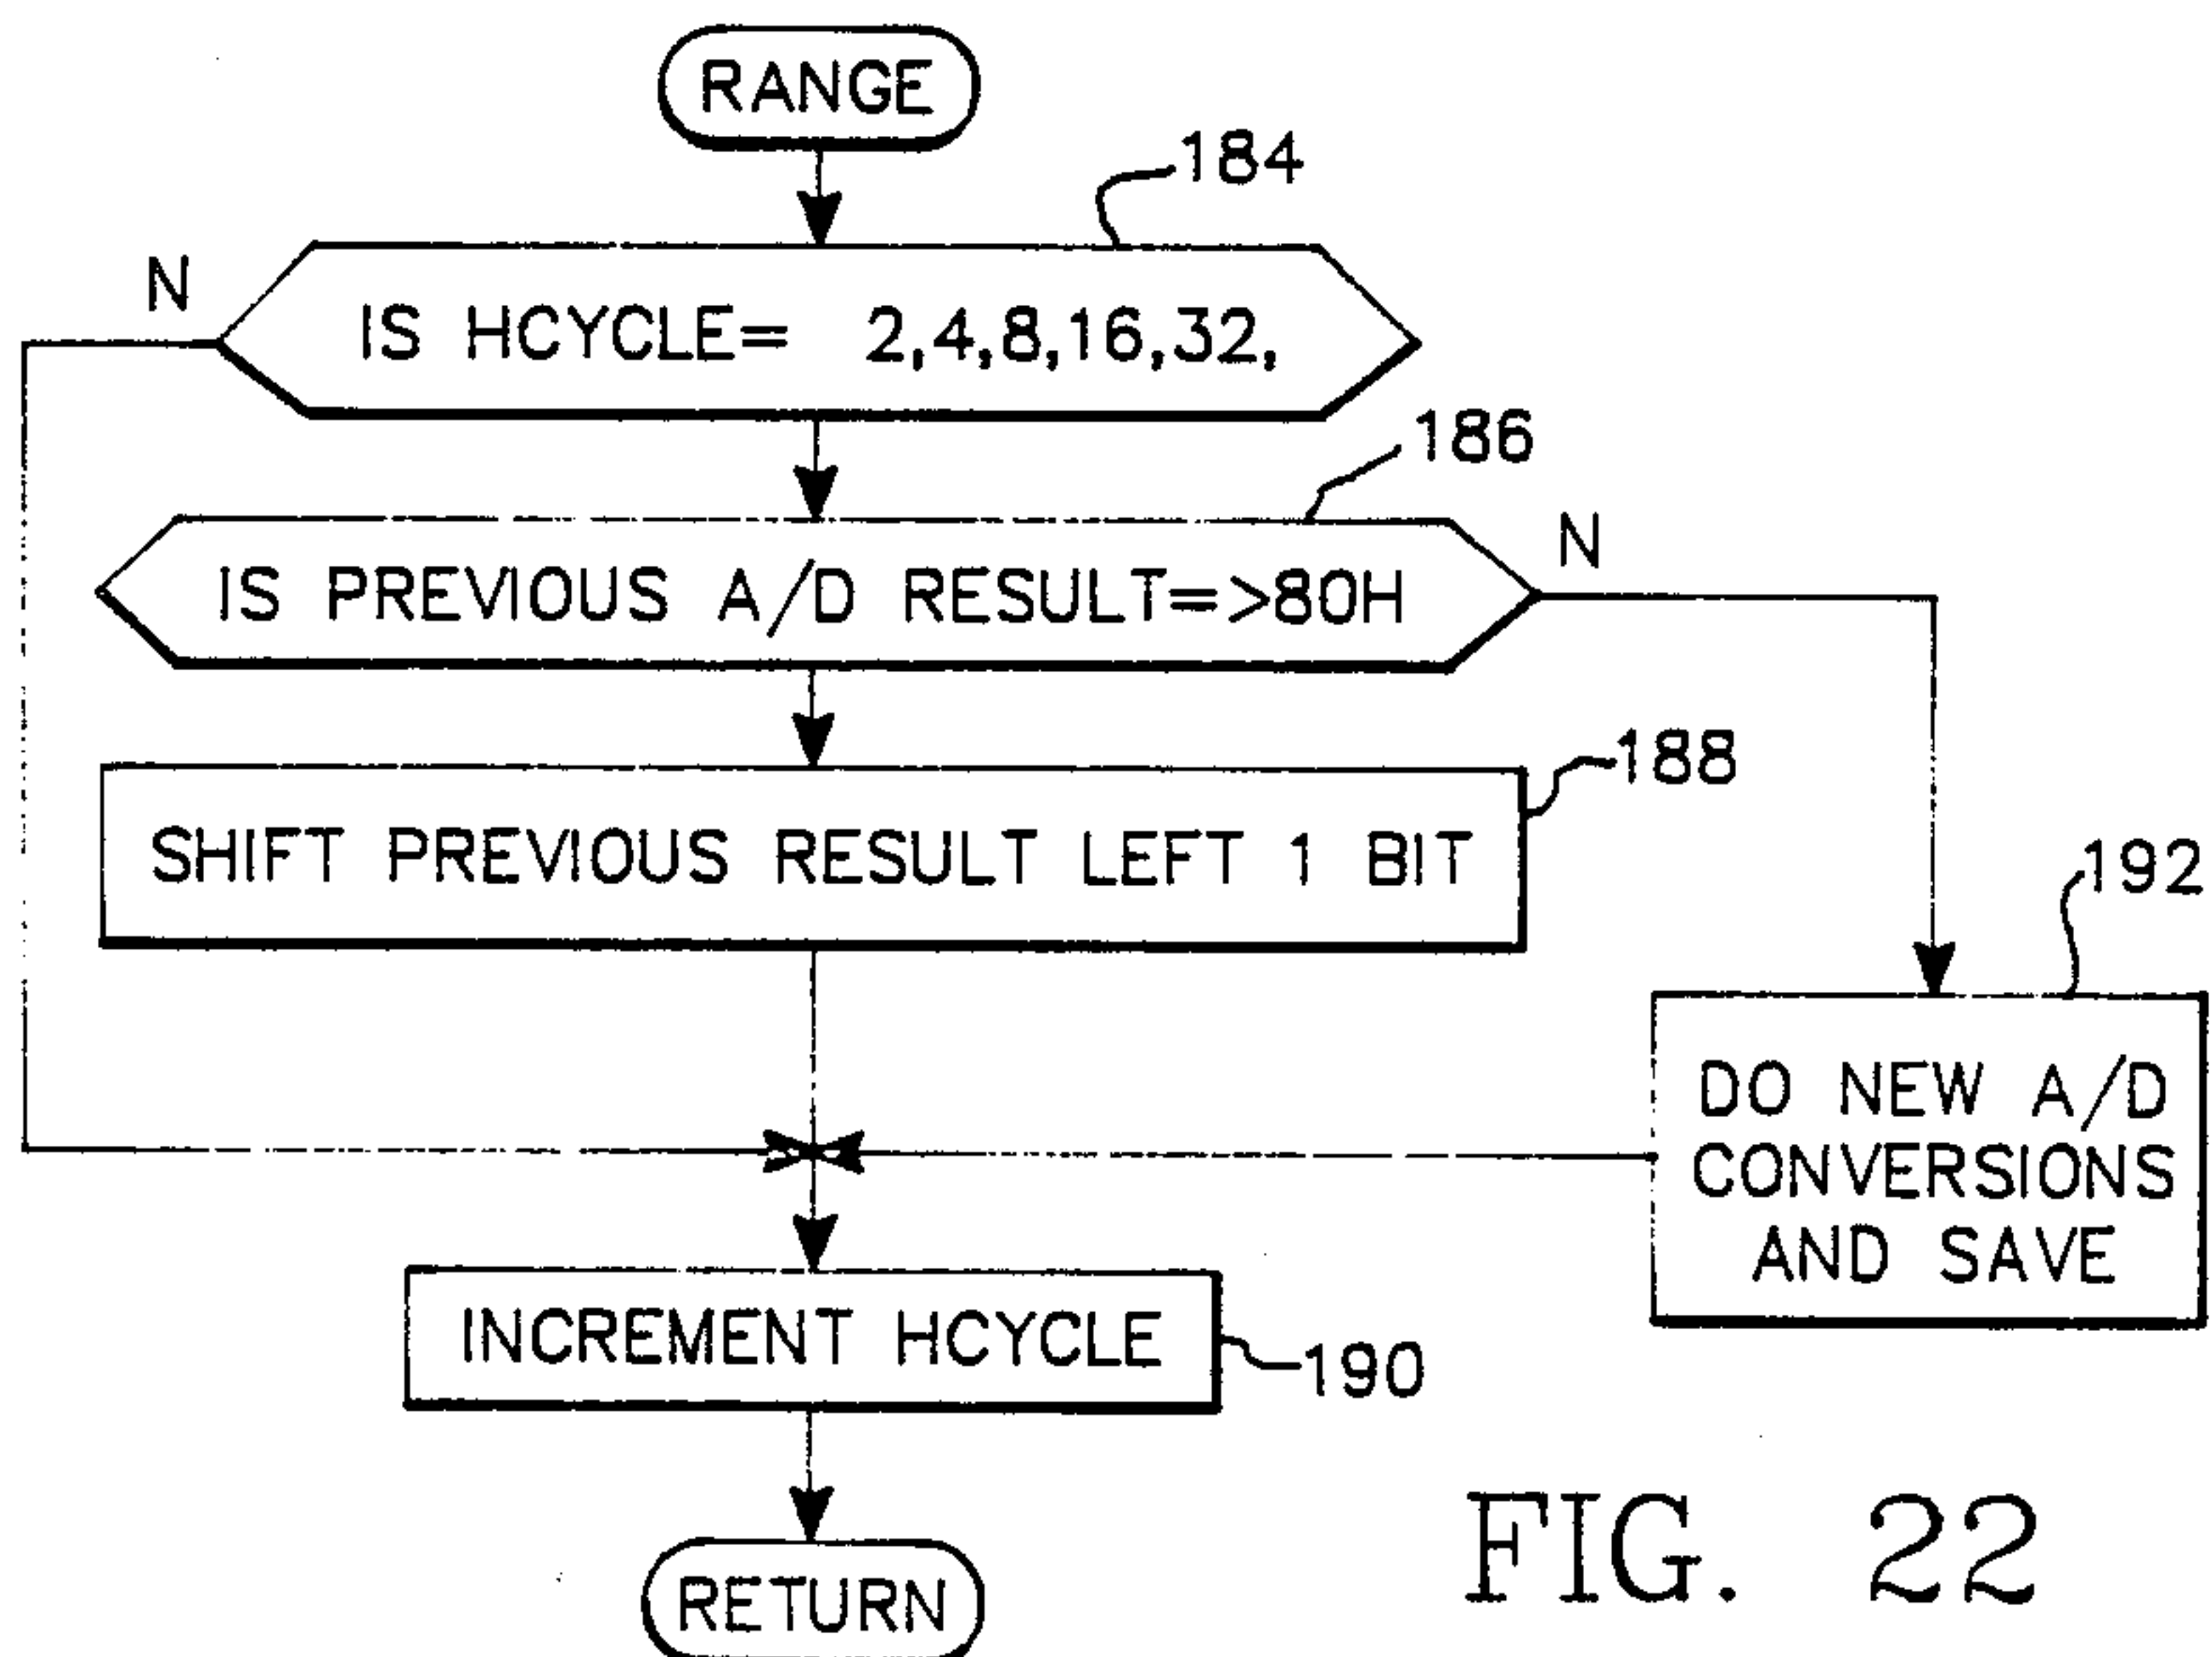 RANGE
184
N
IS HCYCLE= 2,4,8,16,32,
186
N
IS PREVIOUS A/D RESULT=>80H
188
SHIFT PREVIOUS RESULT LEFT 1 BIT
192
DO NEW A/D
CONVERSIONS
AND SAVE
INCREMENT HCYCLE
190
RETURN
FIG. 22